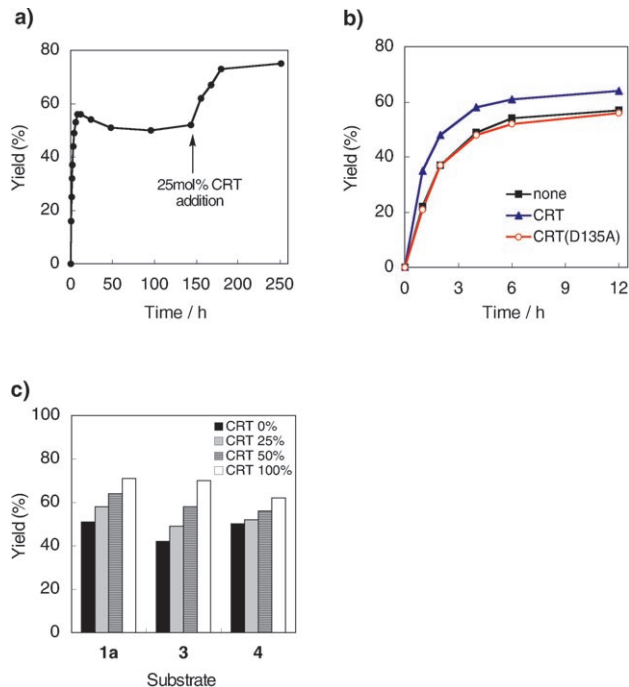 a)
80
60
40
20
0
Yield (%)
25mol% CRT
addition
0 50 100 150 200 250
Time / h
b)
80
60
40
20
0
Yield (%)
none
CRT
CRT(D135A)
0 3 6 9 12
Time / h
c)
100
80
60
40
20
0
Yield (%)
CRT 0%
CRT 25%
CRT 50%
CRT 100%
1a 3 4
Substrate